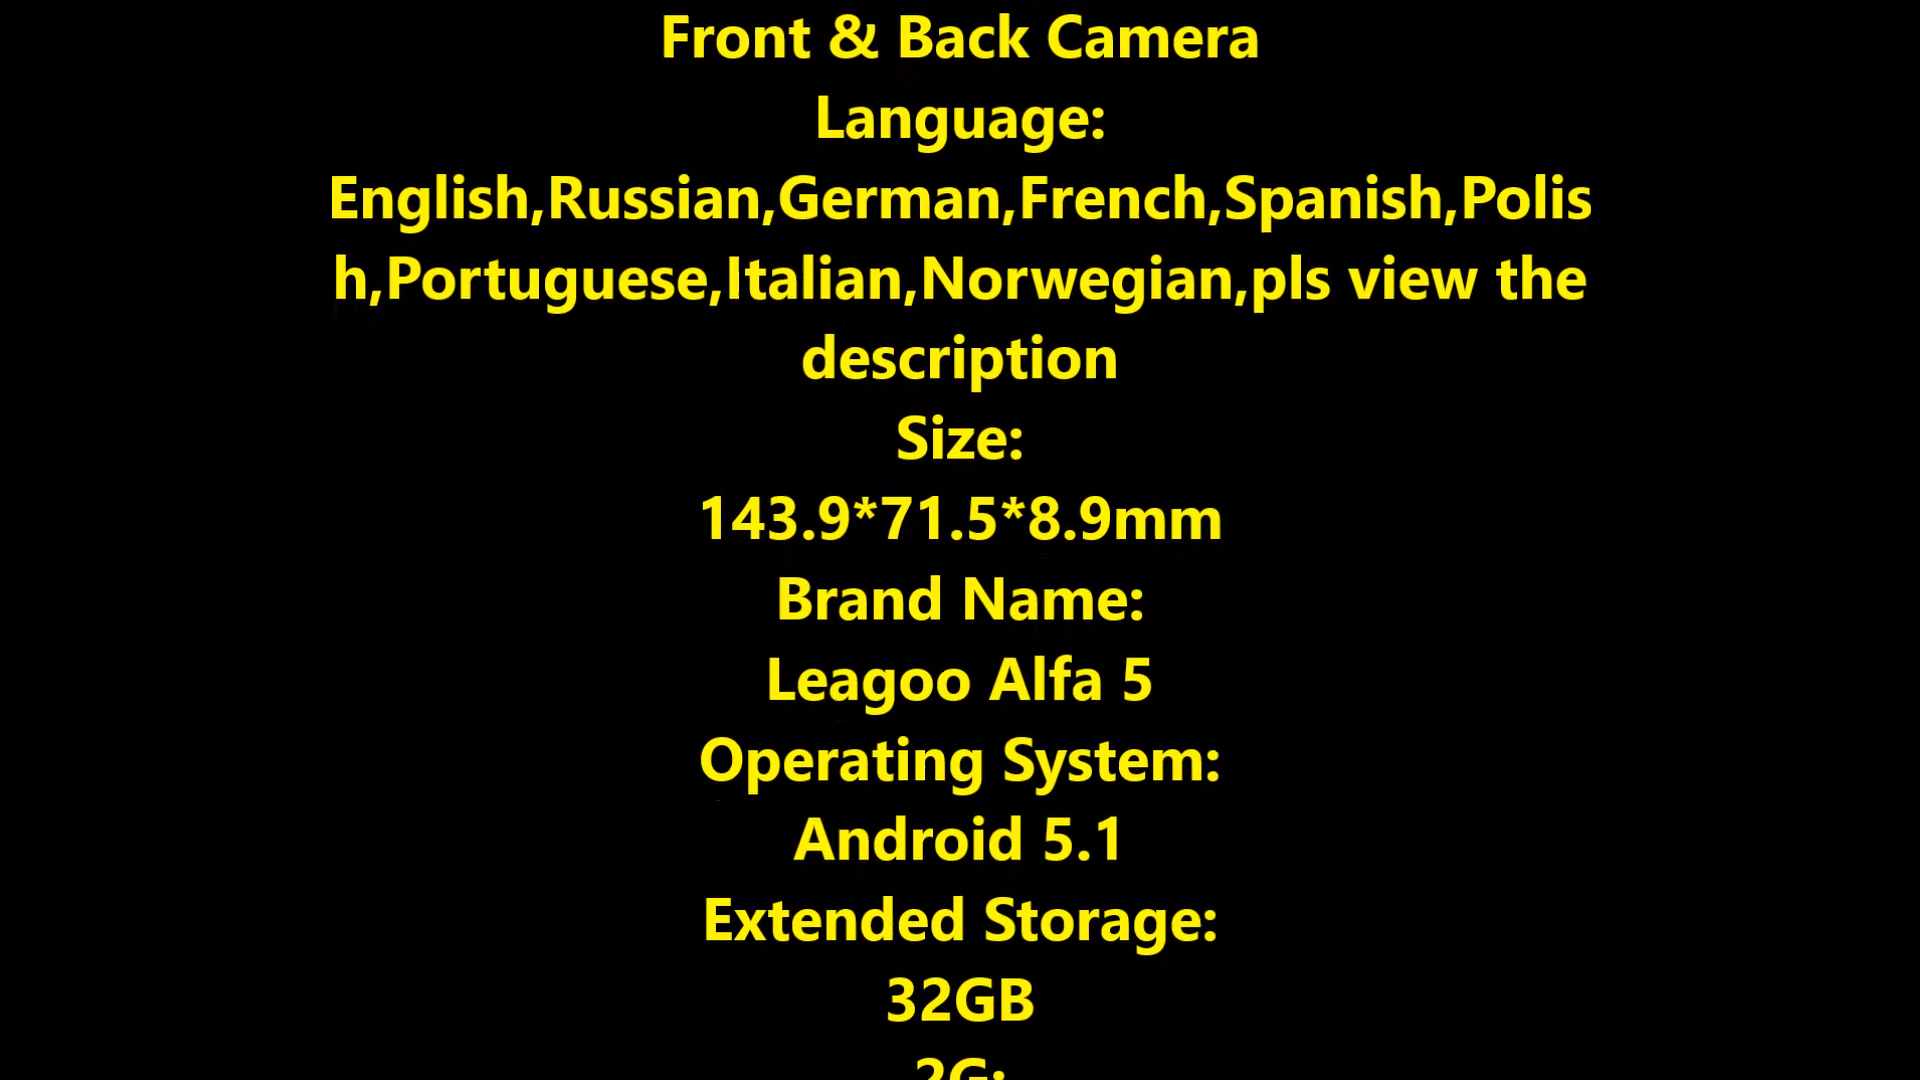 Front & Back Camera
Language:
English,Russian,German,French,Spanish,Polis
h,Portuguese,Italian,Norwegian,pls view the
description
Size:
143.9*71.5*8.9mm
Brand Name:
Leagoo Alfa 5
Operating System:
Android 5.1
Extended Storage:
32GB
2G: